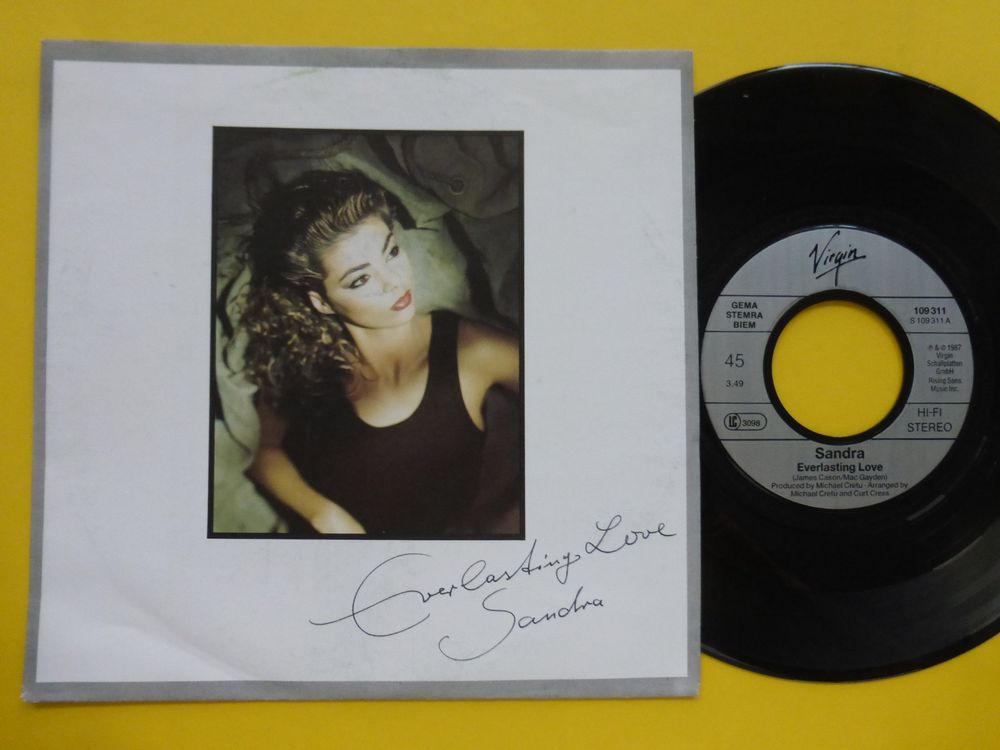 Everlasting Love
Sandra
Virgin
GEMA
STEMRA
BIEM
109 311
S 109 311 A
45
3.49
℗ & © 1987
Virgin
Schallplatten
GmbH
Rising Sons
Music Inc.
LC 3098
HI-FI
STEREO
Sandra
Everlasting Love
(James Cason/Mac Gayden)
Produced by Michael Cretu · Arranged by
Michael Cretu and Curt Cress